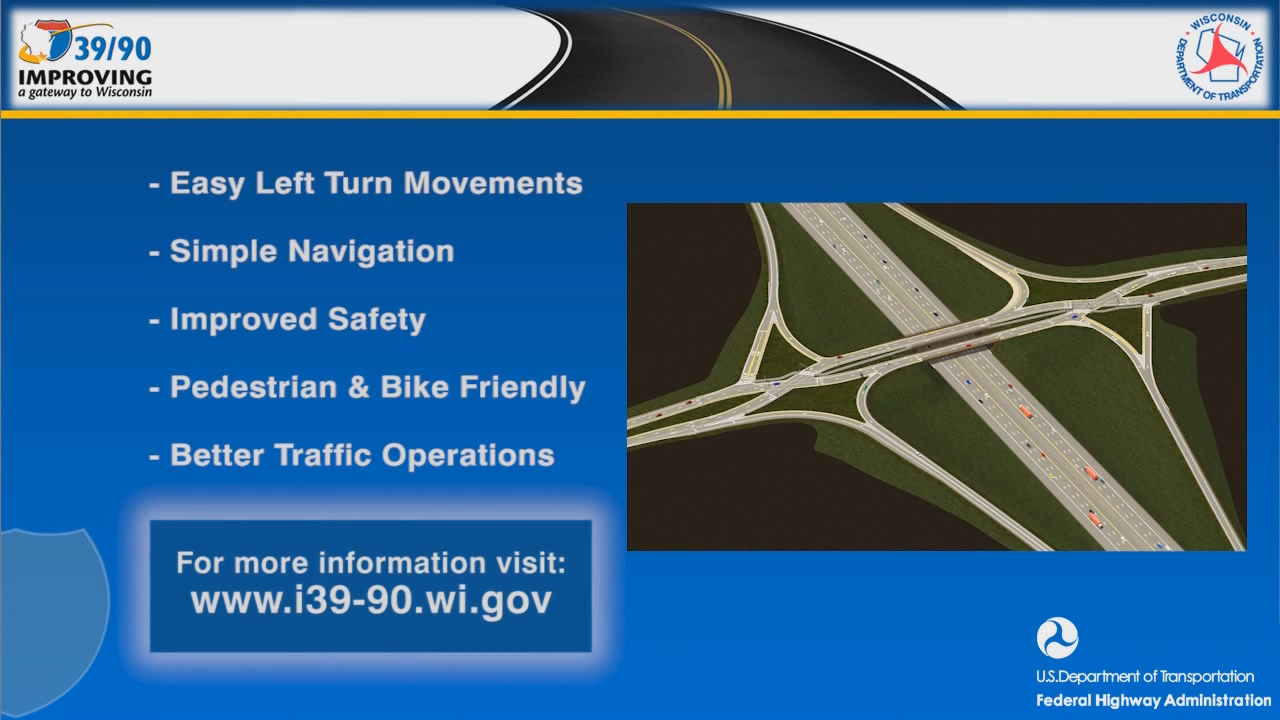 39/90
IMPROVING
a gateway to Wisconsin
WISCONSIN
DEPARTMENT OF TRANSPORTATION
- Easy Left Turn Movements
- Simple Navigation
- Improved Safety
- Pedestrian & Bike Friendly
- Better Traffic Operations
For more information visit:
www.i39-90.wi.gov
U.S.Department of Transportation
Federal Highway Administration